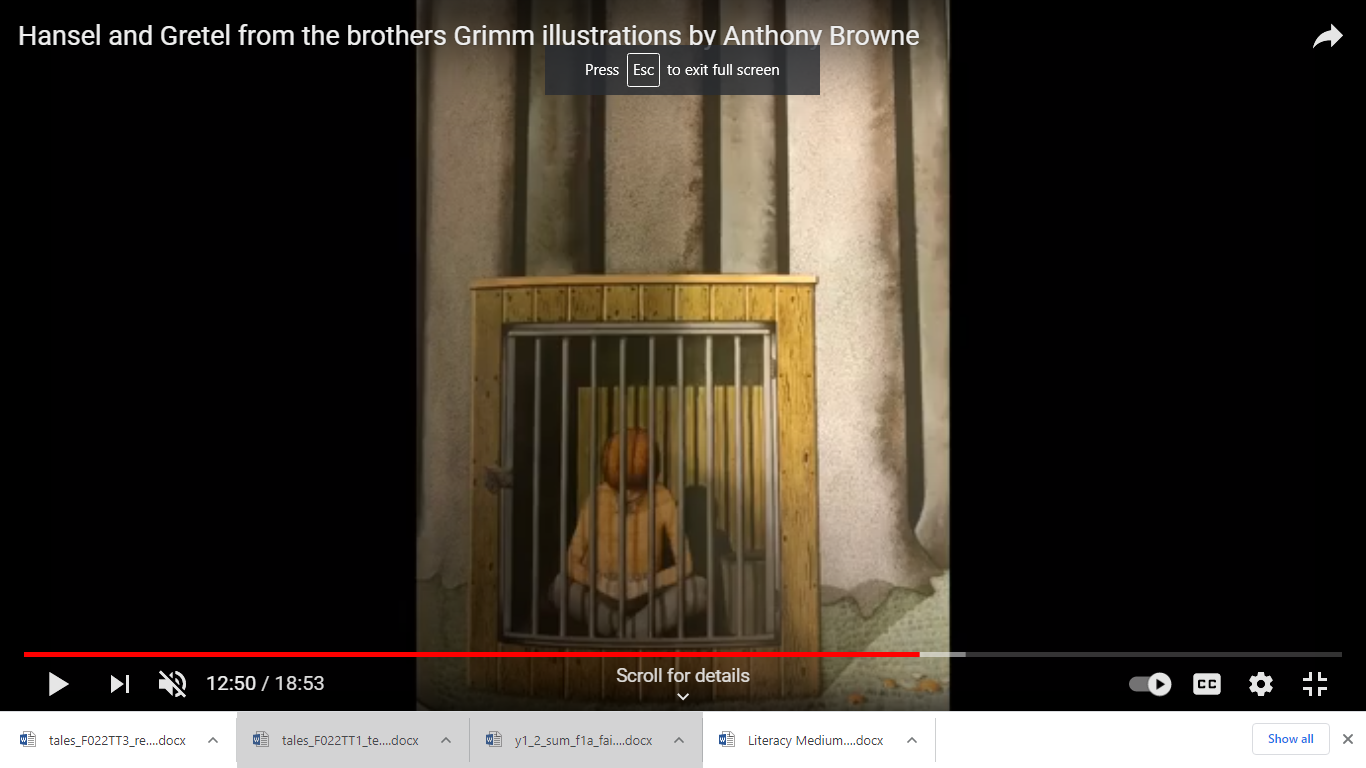 Hansel and Gretel from the brothers Grimm illustrations by Anthony Browne
Press Esc to exit full screen
Scroll for details
12:50 / 18:53
CC
tales_F022TT3_re....docx
tales_F022TT1_te....docx
y1_2_sum_f1a_fai....docx
Literacy Medium....docx
Show all